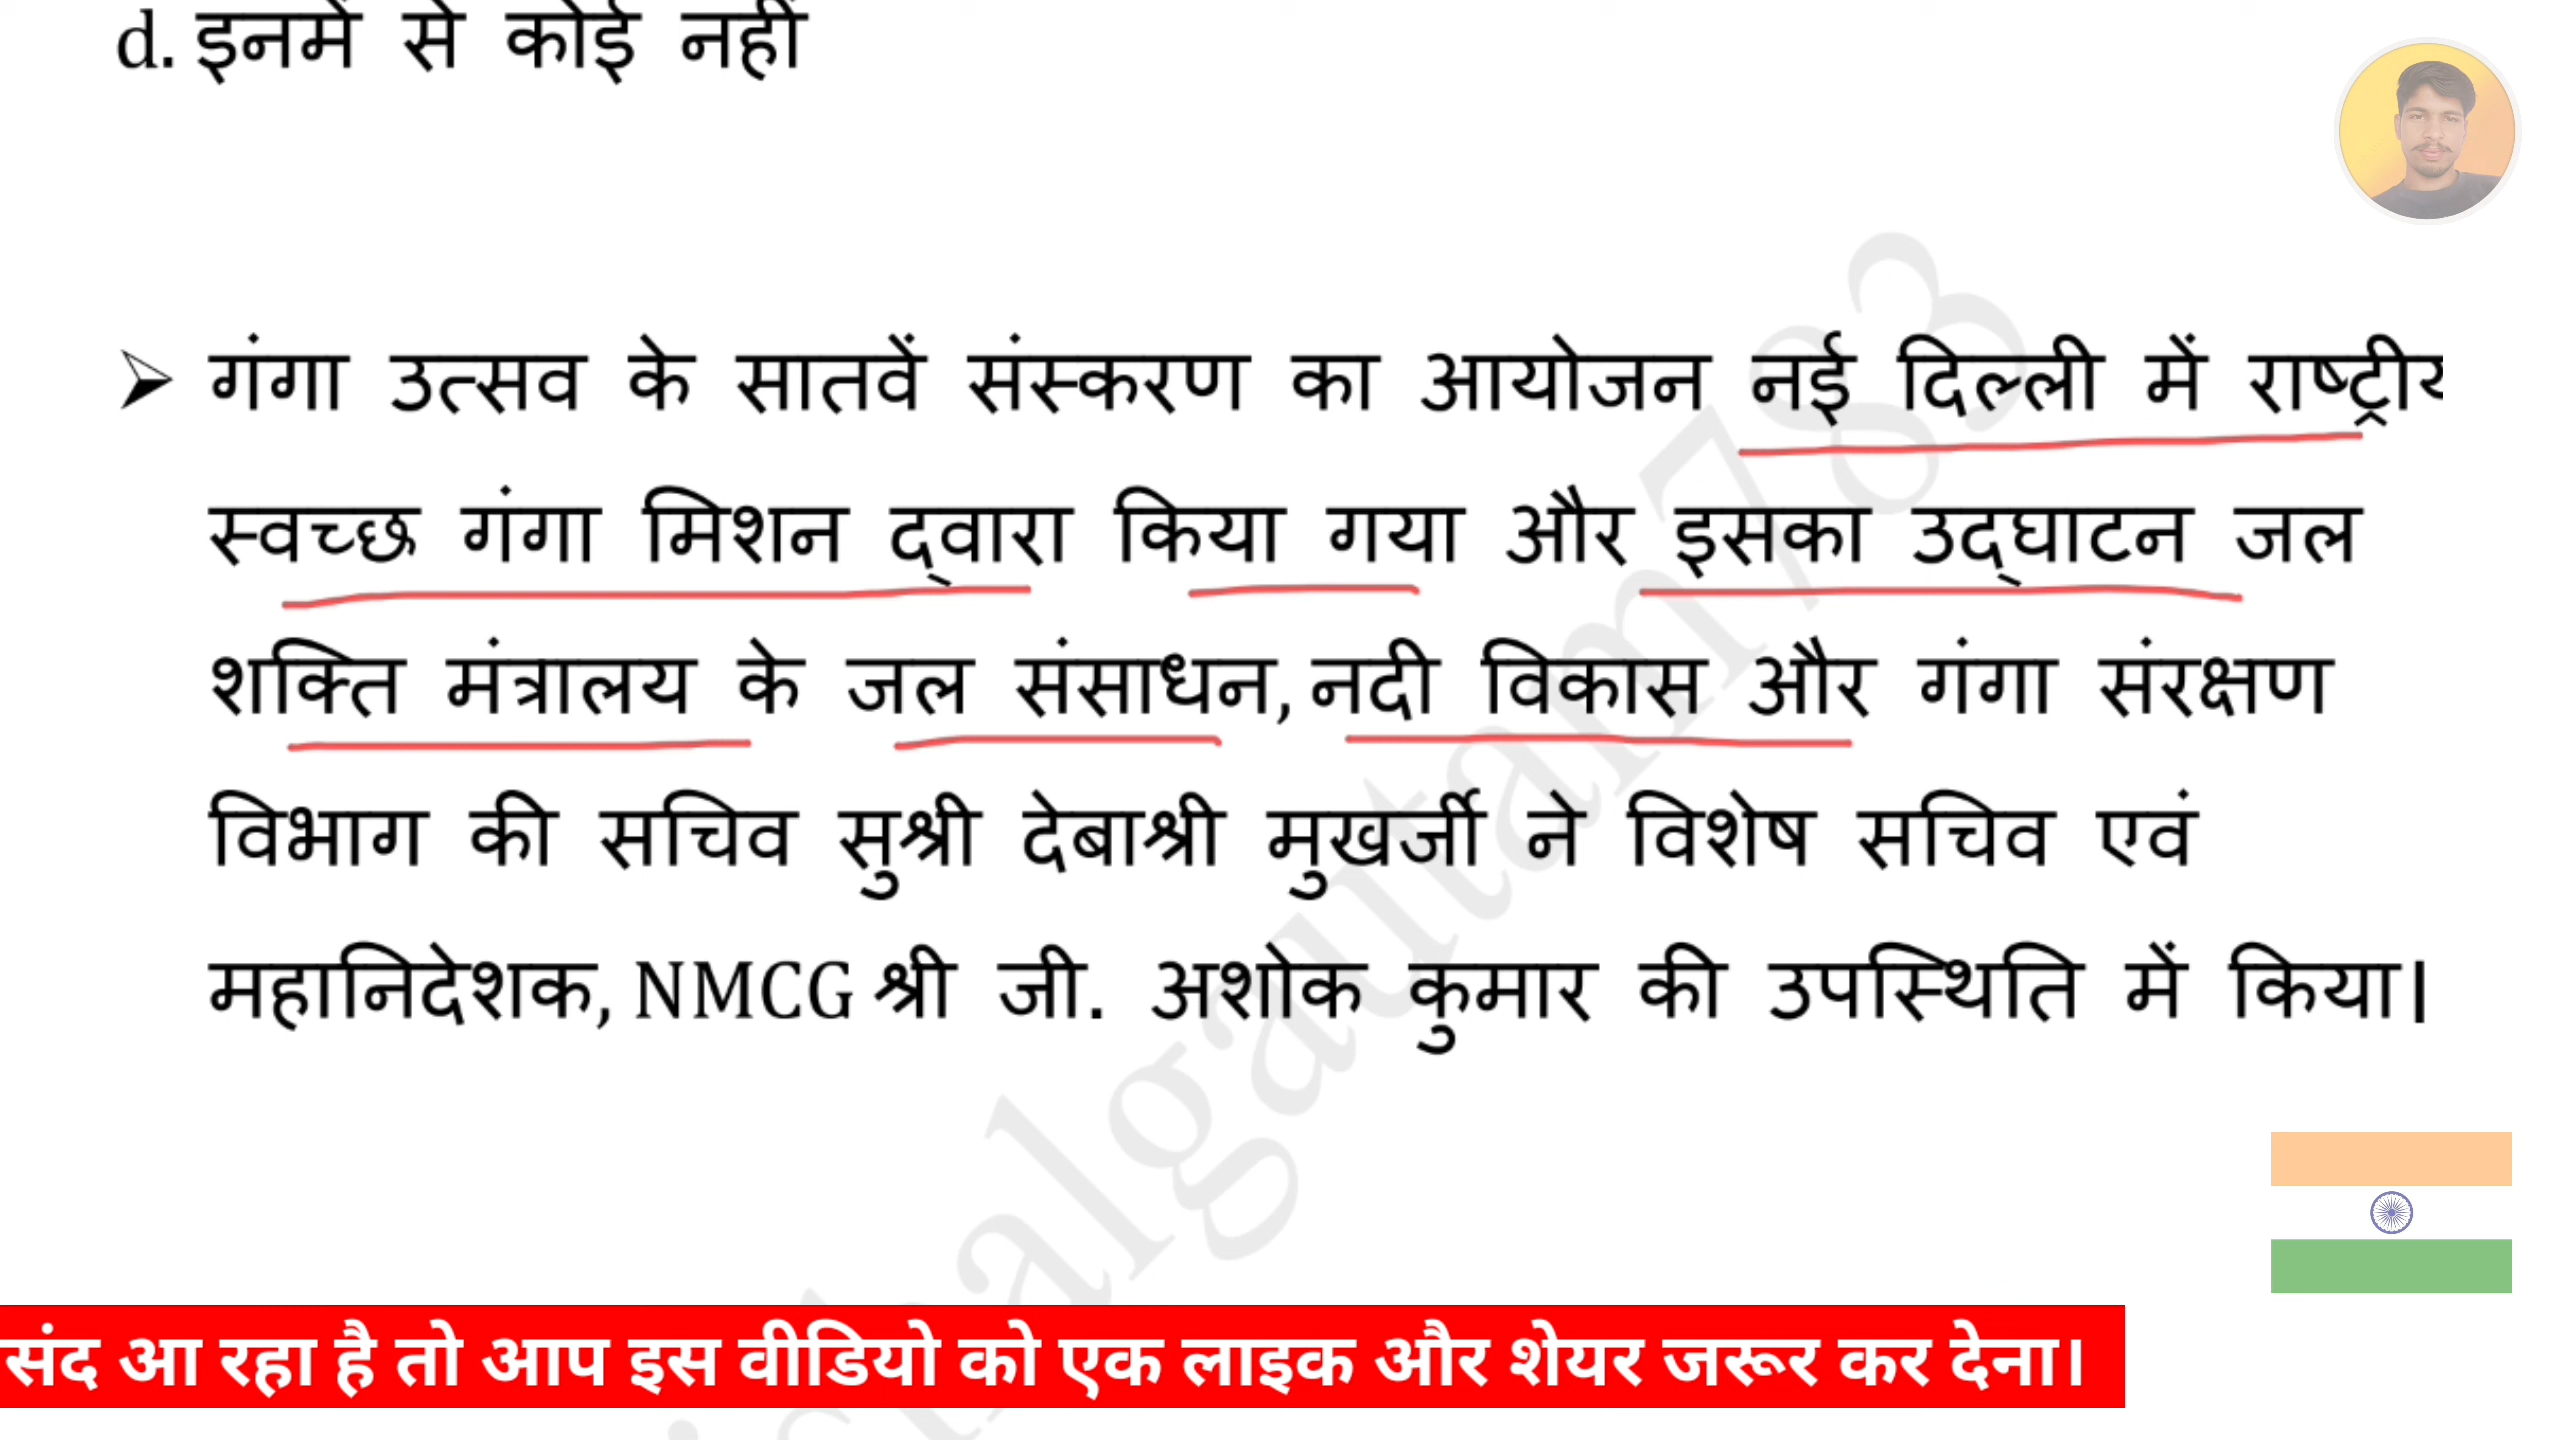 d. इनमें से कोई नहीं
➢ गंगा उत्सव के सातवें संस्करण का आयोजन नई दिल्ली में राष्ट्रीय
स्वच्छ गंगा मिशन द्वारा किया गया और इसका उद्घाटन जल
शक्ति मंत्रालय के जल संसाधन, नदी विकास और गंगा संरक्षण
विभाग की सचिव सुश्री देबाश्री मुखर्जी ने विशेष सचिव एवं
महानिदेशक, NMCG श्री जी. अशोक कुमार की उपस्थिति में किया।
halgautam783
संद आ रहा है तो आप इस वीडियो को एक लाइक और शेयर जरूर कर देना।